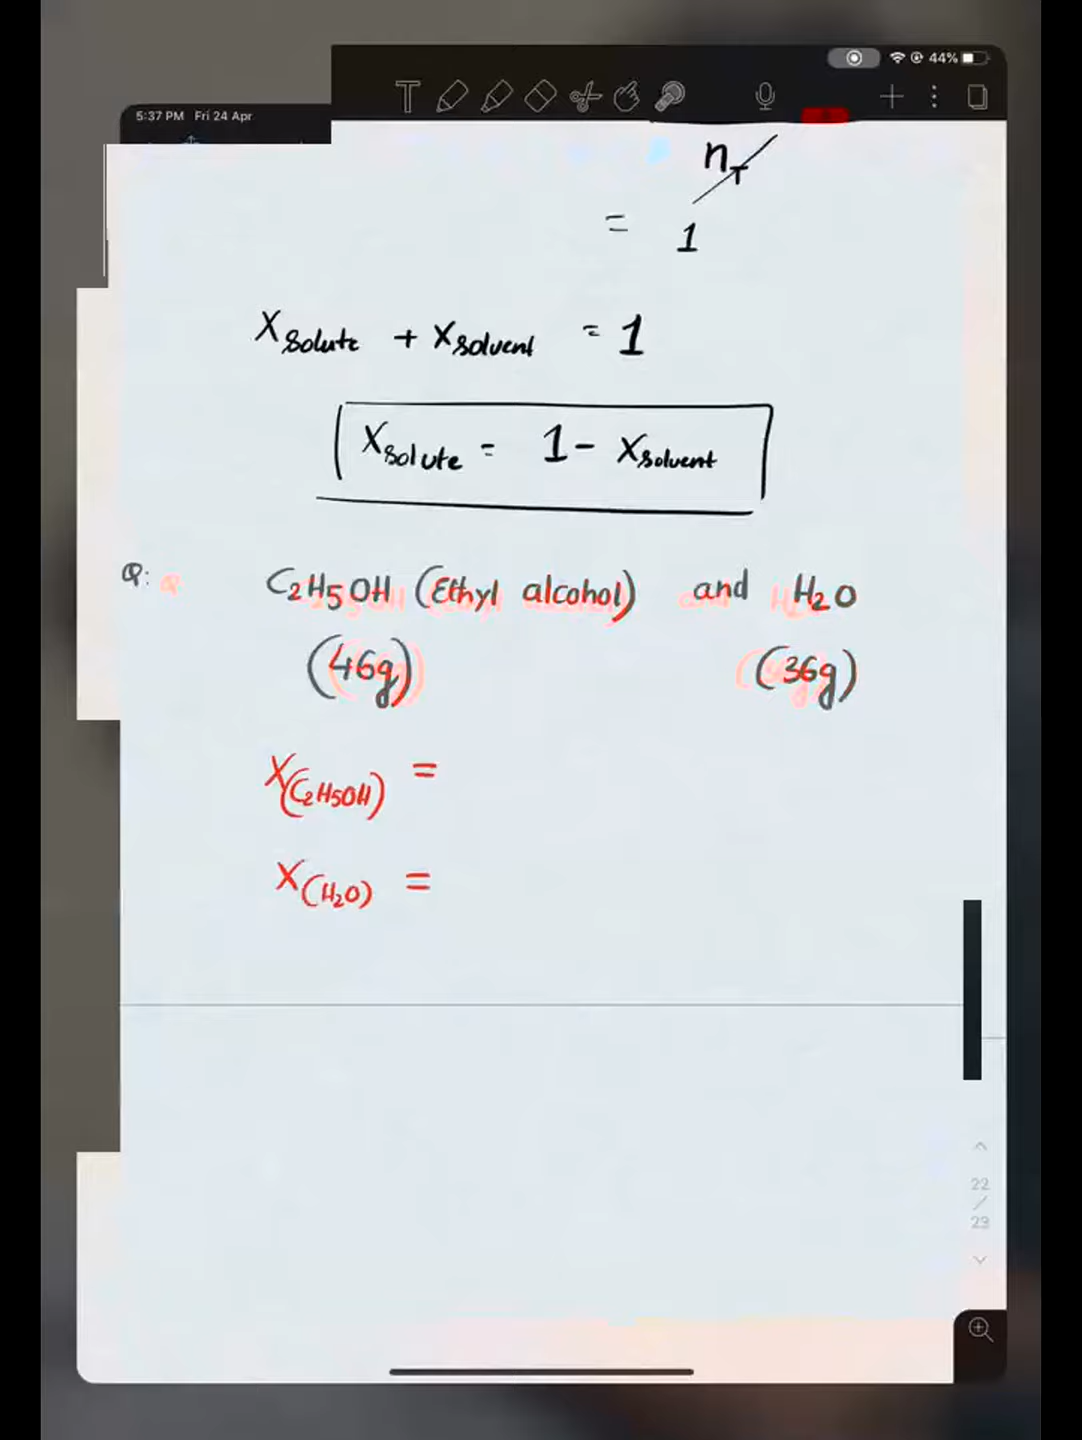 44%
5:37 PM Fri 24 Apr
T
nT
= 1
Xsolute + Xsolvent = 1
Xsolute = 1 - Xsolvent
Q: C2H5OH (Ethyl alcohol) and H2O
(46g) (36g)
X(C2H5OH) =
X(H2O) =
22
/
23